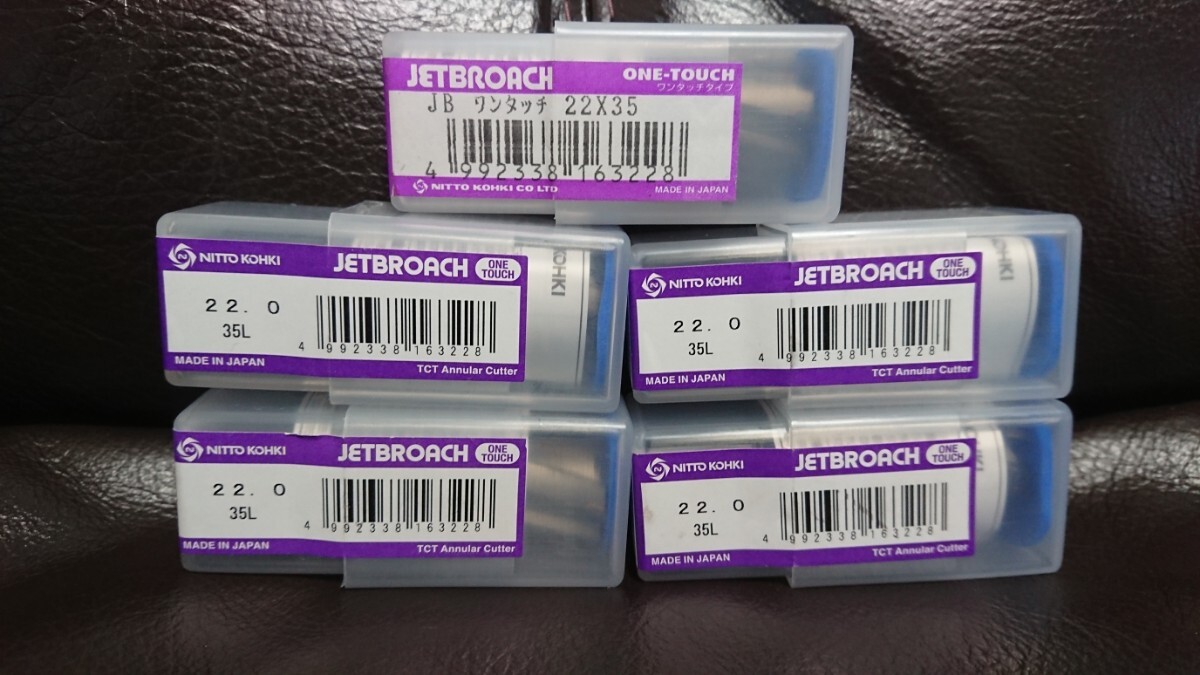 JETBROACH ONE-TOUCH
ワンタッチタイプ
JB ワンタッチ 22X35
4 992338 163228
NITTO KOHKI CO LTD MADE IN JAPAN
NITTO KOHKI JETBROACH ONE TOUCH
22.0
35L
4 992338 163228
MADE IN JAPAN TCT Annular Cutter
KOHKI
NITTO KOHKI JETBROACH ONE TOUCH
22.0
35L
4 992338 163228
MADE IN JAPAN TCT Annular Cutter
KOHKI
NITTO KOHKI JETBROACH ONE TOUCH
22.0
35L
4 992338 163228
MADE IN JAPAN TCT Annular Cutter
NITTO KOHKI JETBROACH ONE TOUCH
22.0
35L
4 992338 163228
MADE IN JAPAN TCT Annular Cutter